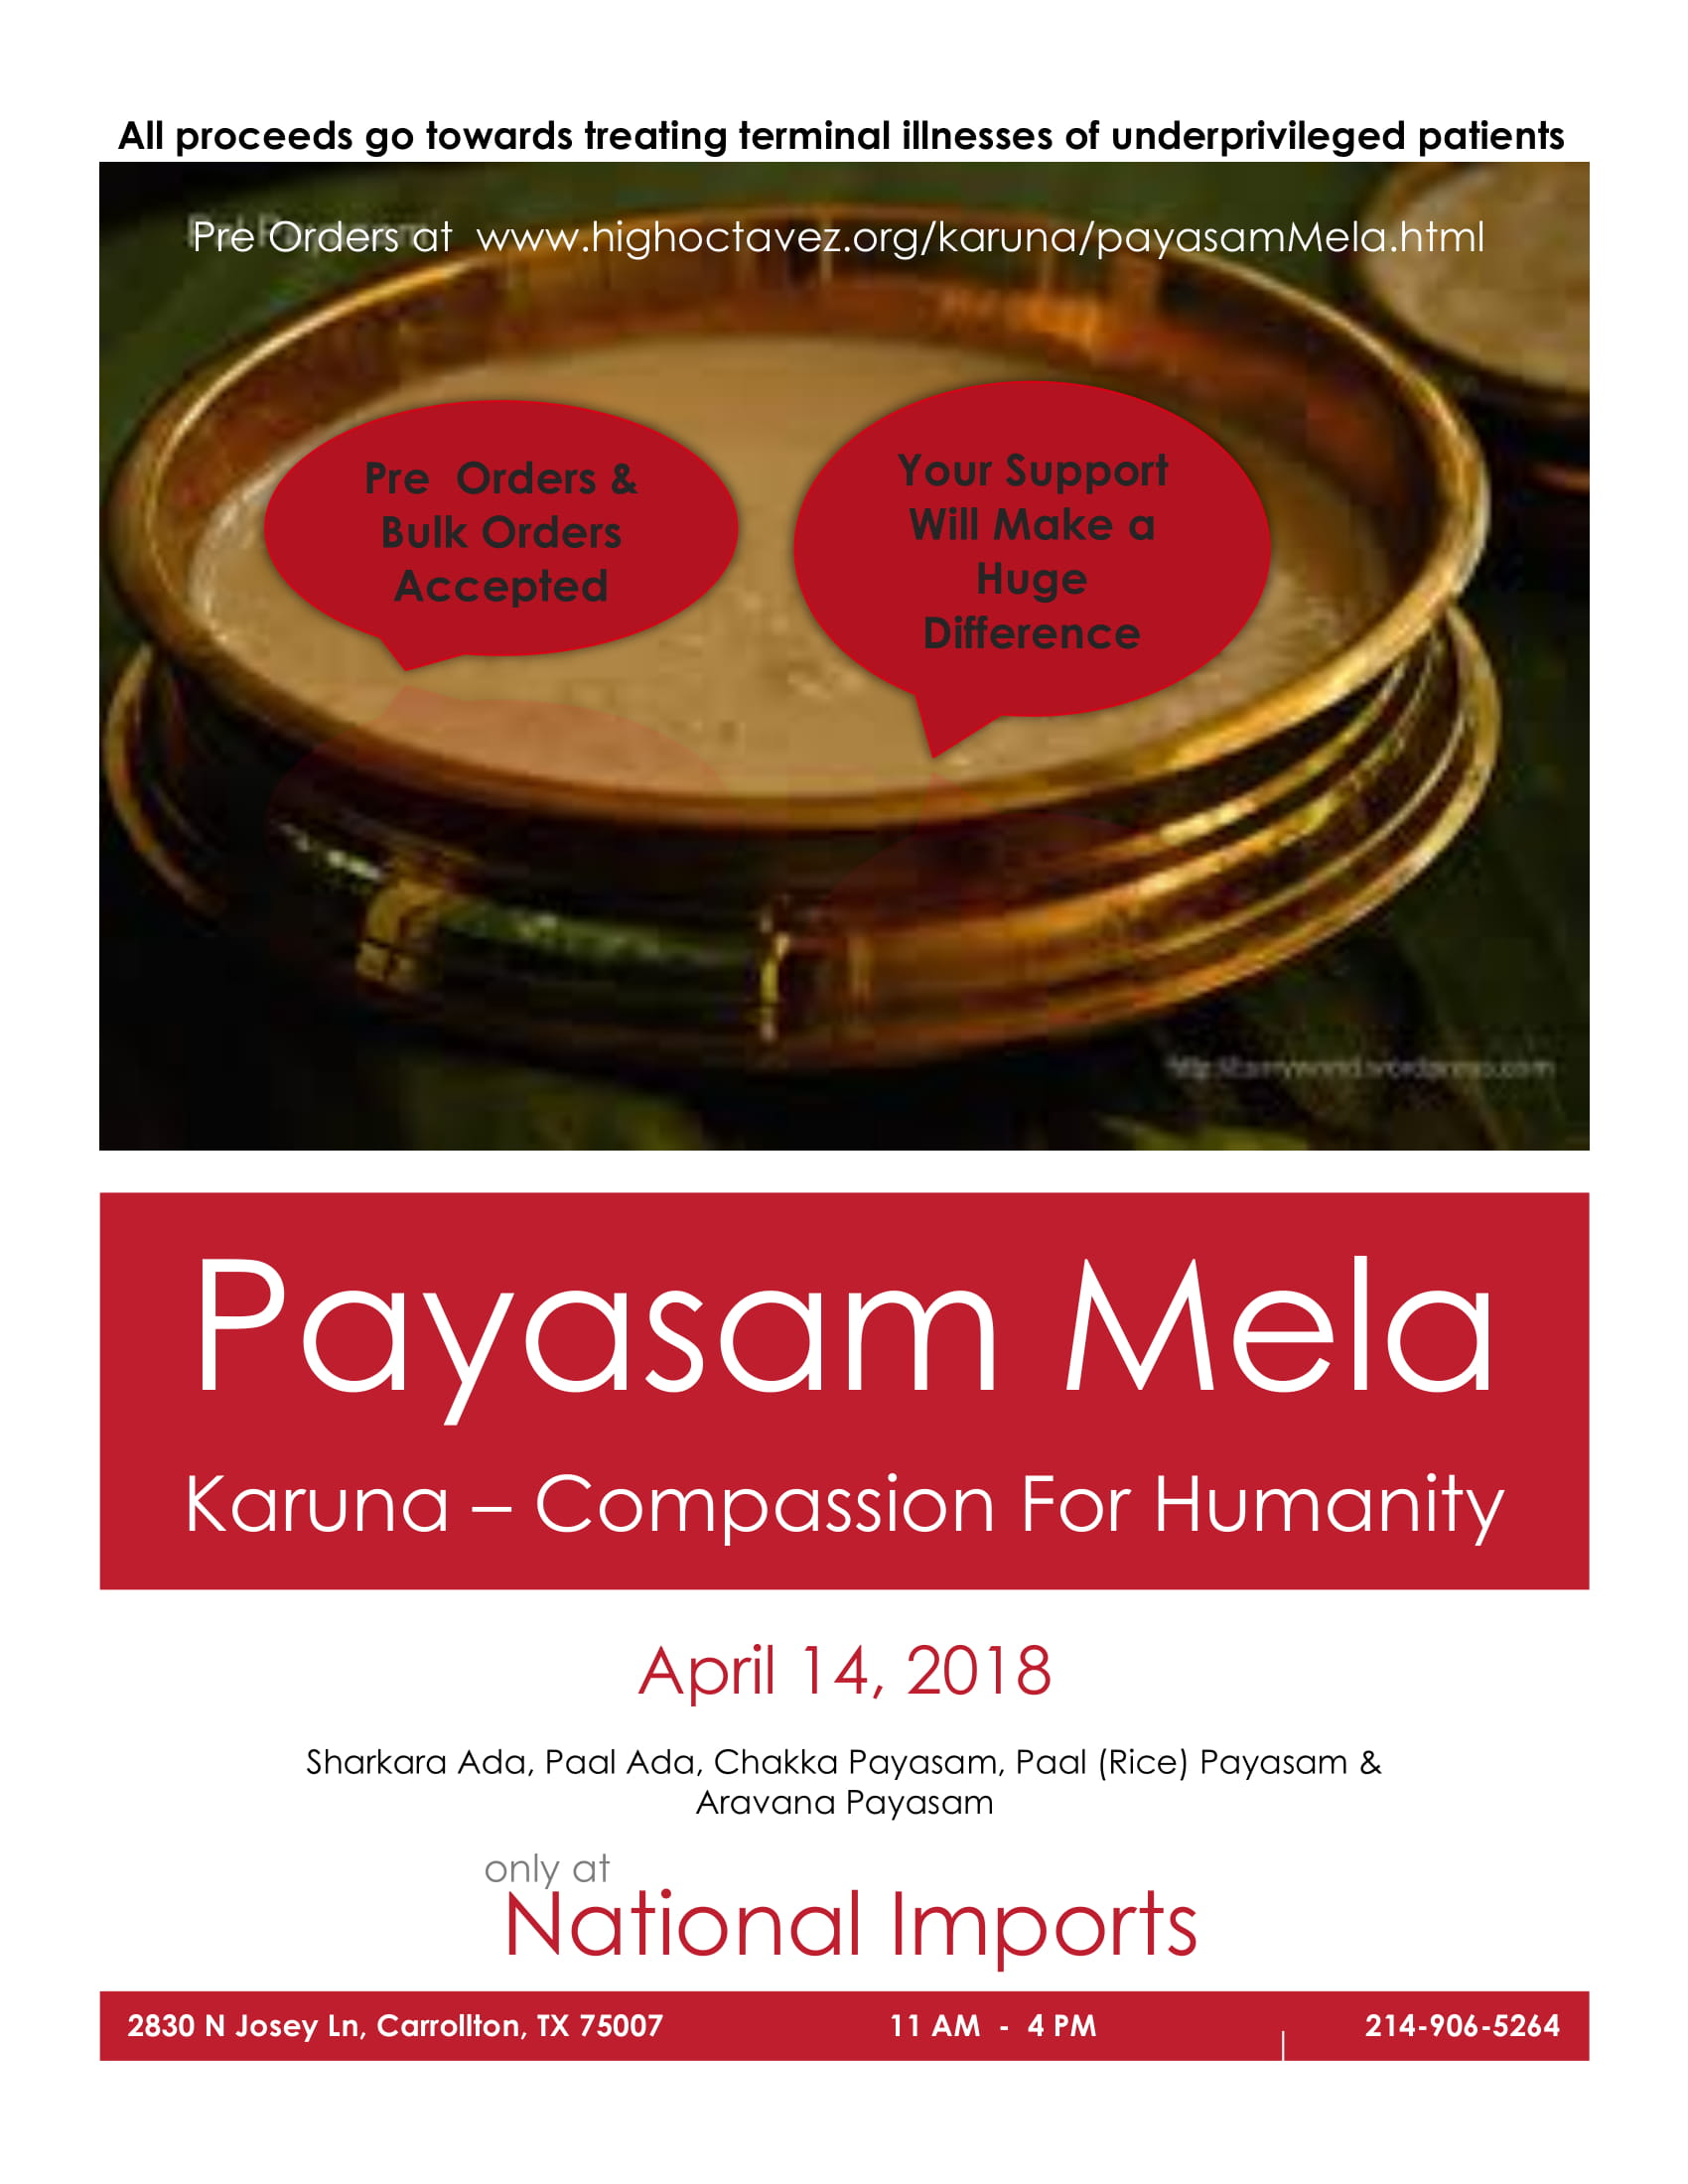 All proceeds go towards treating terminal illnesses of underprivileged patients
Pre Orders at www.highoctavez.org/karuna/payasamMela.html
Pre Orders &
Bulk Orders
Accepted
Your Support
Will Make a
Huge
Difference
Payasam Mela
Karuna – Compassion For Humanity
April 14, 2018
Sharkara Ada, Paal Ada, Chakka Payasam, Paal (Rice) Payasam &
Aravana Payasam
only at
National Imports
2830 N Josey Ln, Carrollton, TX 75007 11 AM - 4 PM 214-906-5264